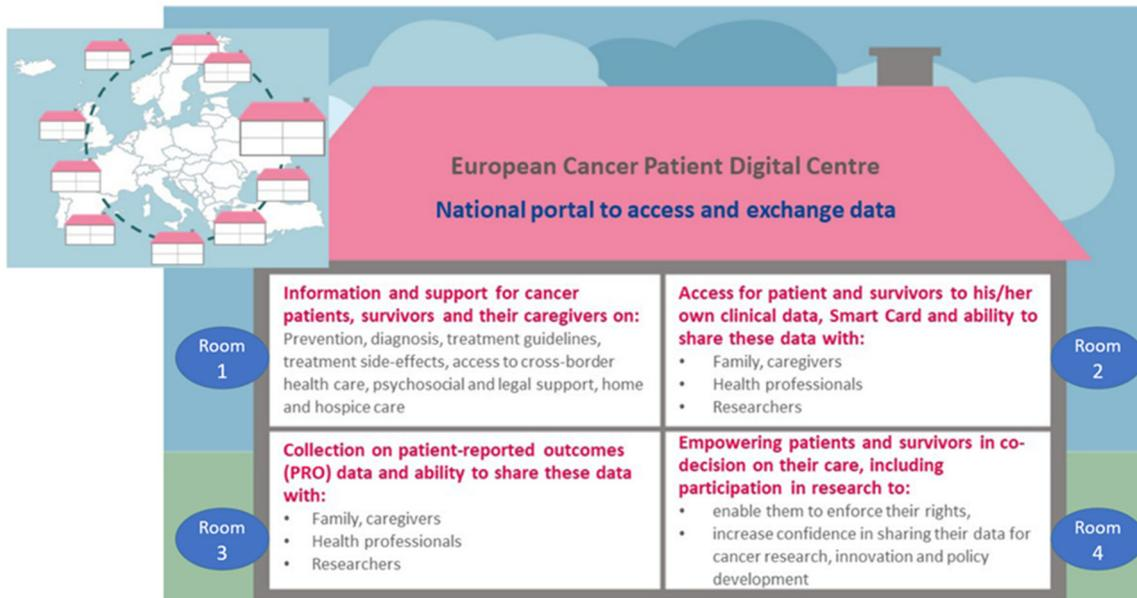 European Cancer Patient Digital Centre
National portal to access and exchange data
Room
1
Information and support for cancer
patients, survivors and their caregivers on:
Prevention, diagnosis, treatment guidelines,
treatment side-effects, access to cross-border
health care, psychosocial and legal support, home
and hospice care
Access for patient and survivors to his/her
own clinical data, Smart Card and ability to
share these data with:
• Family, caregivers
• Health professionals
• Researchers
Room
2
Room
3
Collection on patient-reported outcomes
(PRO) data and ability to share these data
with:
• Family, caregivers
• Health professionals
• Researchers
Empowering patients and survivors in co-
decision on their care, including
participation in research to:
• enable them to enforce their rights,
• increase confidence in sharing their data for
cancer research, innovation and policy
development
Room
4